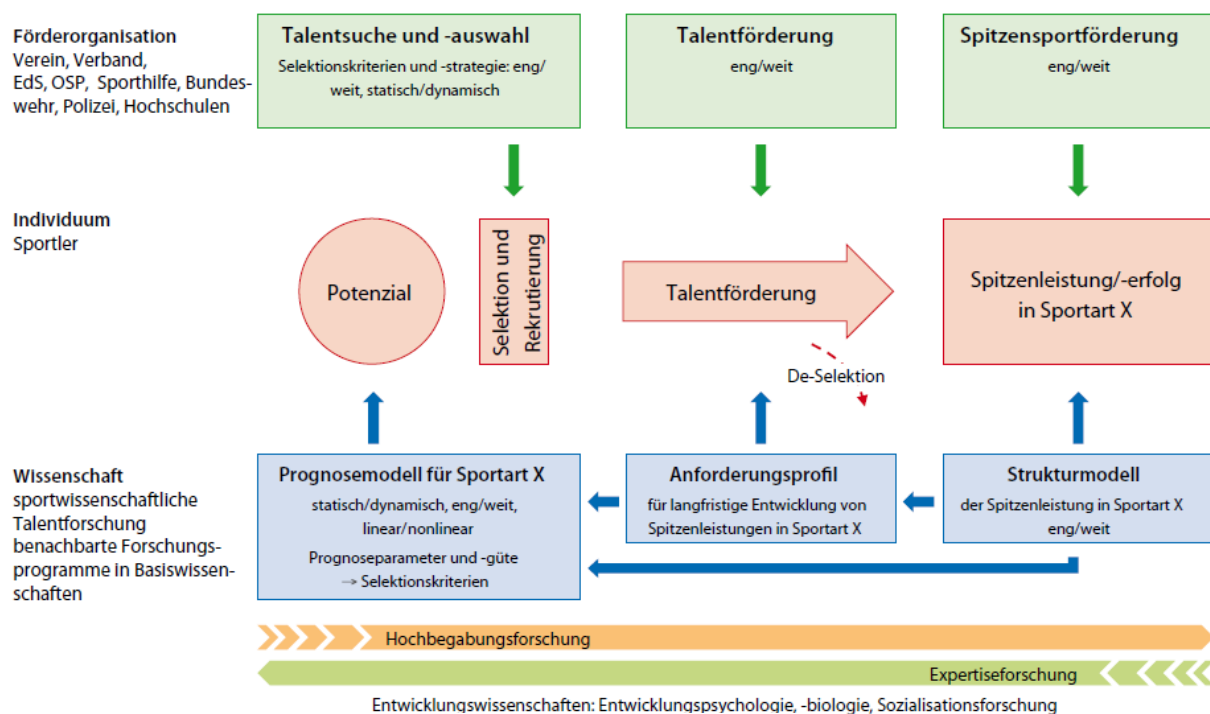 Förderorganisation
Verein, Verband,
EdS, OSP, Sporthilfe, Bundes-
wehr, Polizei, Hochschulen
Talentsuche und -auswahl
Selektionskriterien und -strategie: eng/
weit, statisch/dynamisch
Talentförderung
eng/weit
Spitzensportförderung
eng/weit
Individuum
Sportler
Potenzial
Selektion und
Rekrutierung
Talentförderung
De-Selektion
Spitzenleistung/-erfolg
in Sportart X
Wissenschaft
sportwissenschaftliche
Talentforschung
benachbarte Forschungs-
programme in Basiswissen-
schaften
Prognosemodell für Sportart X
statisch/dynamisch, eng/weit,
linear/nonlinear
Prognoseparameter und -güte
→ Selektionskriterien
Anforderungsprofil
für langfristige Entwicklung von
Spitzenleistungen in Sportart X
Strukturmodell
der Spitzenleistung in Sportart X
eng/weit
Hochbegabungsforschung
Expertiseforschung
Entwicklungswissenschaften: Entwicklungspsychologie, -biologie, Sozialisationsforschung